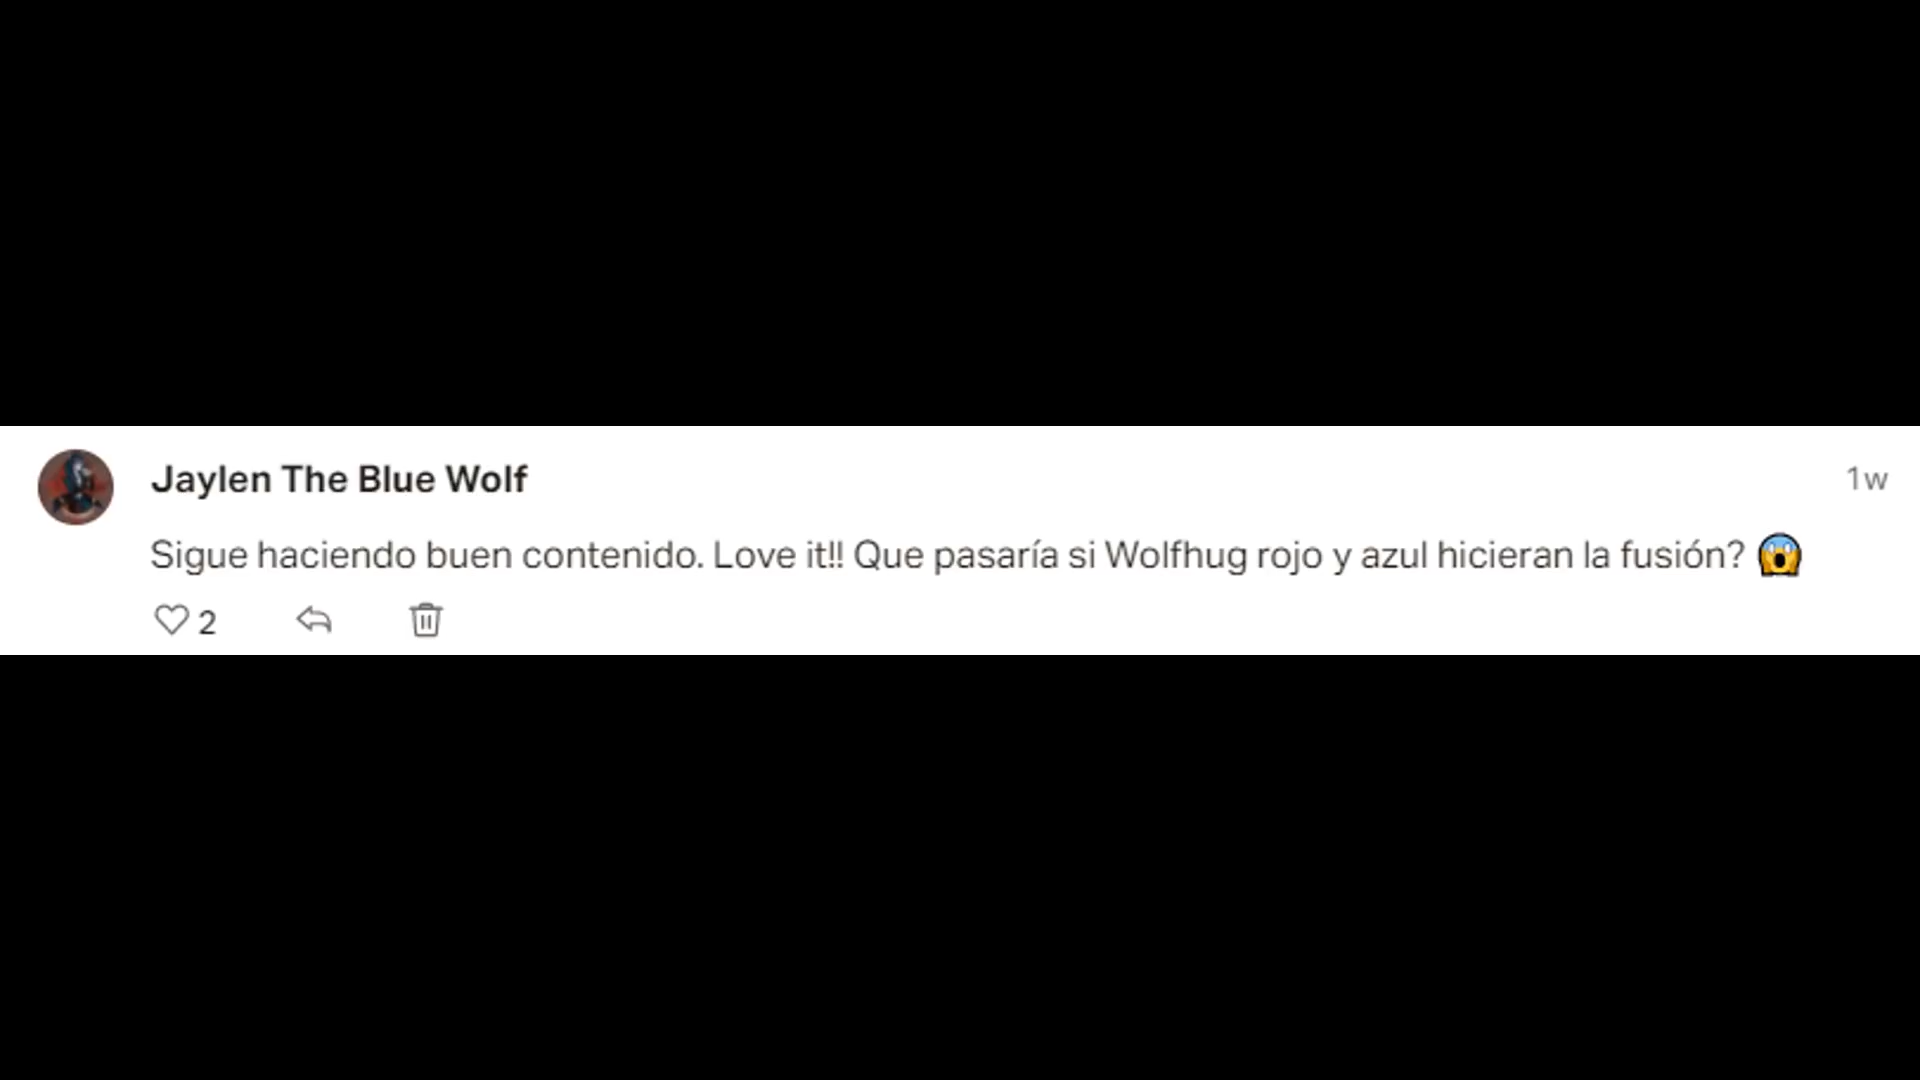 Jaylen The Blue Wolf 1w
Sigue haciendo buen contenido. Love it!! Que pasaría si Wolfhug rojo y azul hicieran la fusión? 😱
2